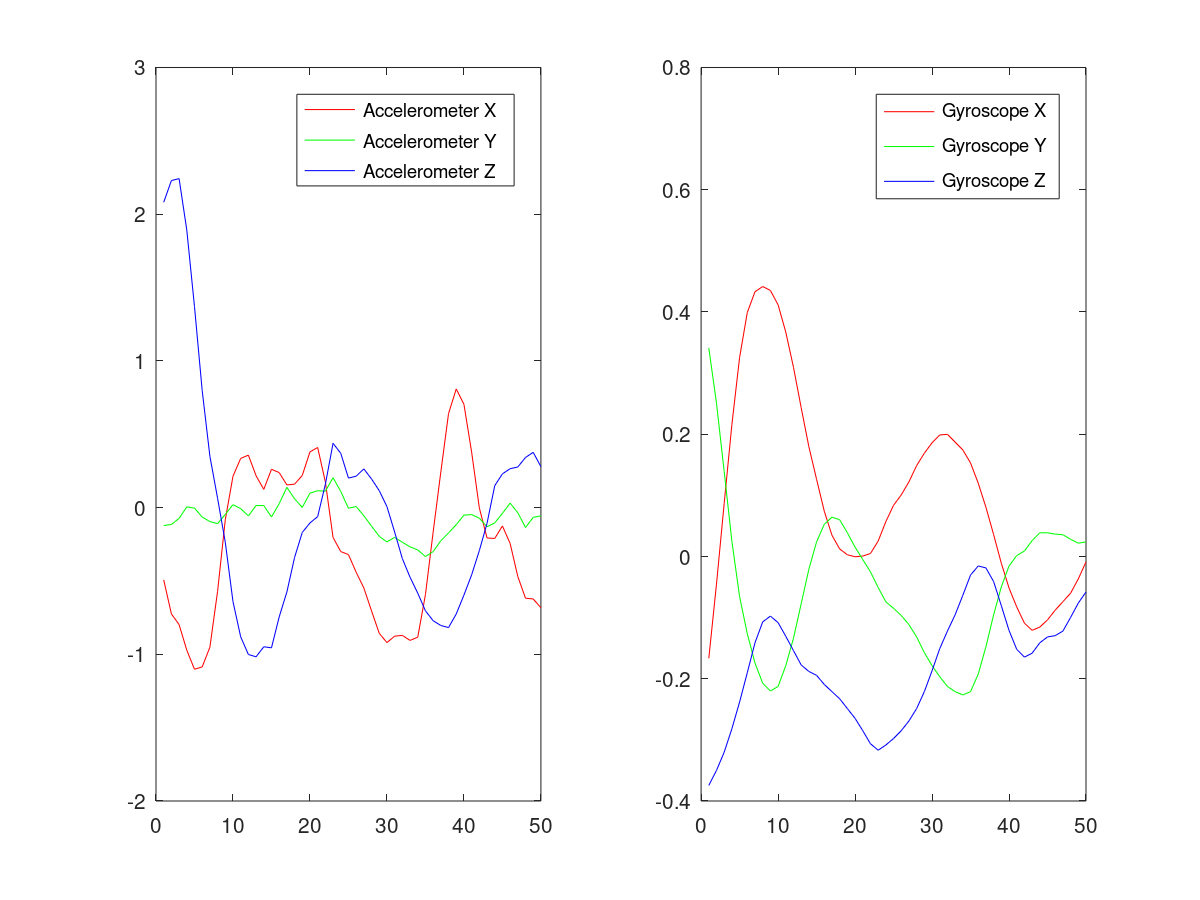 3
2
1
0
-1
-2
0 10 20 30 40 50
Accelerometer X
Accelerometer Y
Accelerometer Z
0.8
0.6
0.4
0.2
0
-0.2
-0.4
0 10 20 30 40 50
Gyroscope X
Gyroscope Y
Gyroscope Z